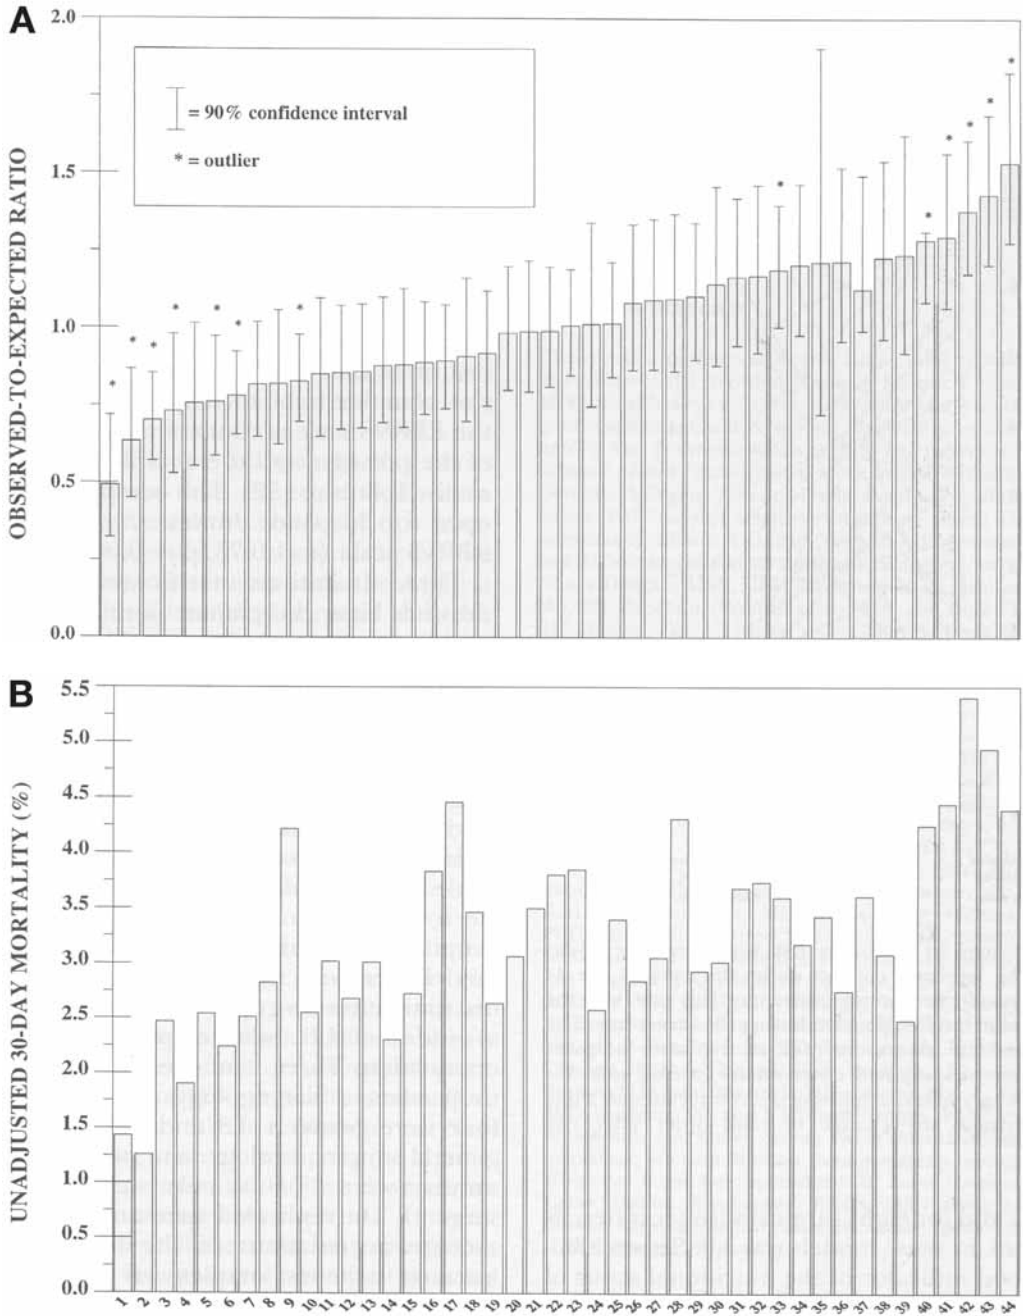 A
2.0
1.5
1.0
0.5
0.0
OBSERVED-TO-EXPECTED RATIO
= 90% confidence interval
* = outlier
* * * * * * * * * * * * *
B
5.5
5.0
4.5
4.0
3.5
3.0
2.5
2.0
1.5
1.0
0.5
0.0
UNADJUSTED 30-DAY MORTALITY (%)
1 2 3 4 5 6 7 8 9 10 11 12 13 14 15 16 17 18 19 20 21 22 23 24 25 26 27 28 29 30 31 32 33 34 35 36 37 38 39 40 41 42 43 44